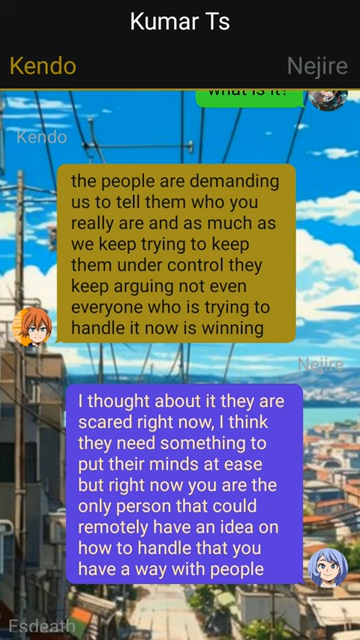 Kumar Ts
Kendo
Nejire
what is it?
Kendo
the people are demanding
us to tell them who you
really are and as much as
we keep trying to keep
them under control they
keep arguing not even
everyone who is trying to
handle it now is winning
Nejire
I thought about it they are
scared right now, I think
they need something to
put their minds at ease
but right now you are the
only person that could
remotely have an idea on
how to handle that you
have a way with people
Esdeath